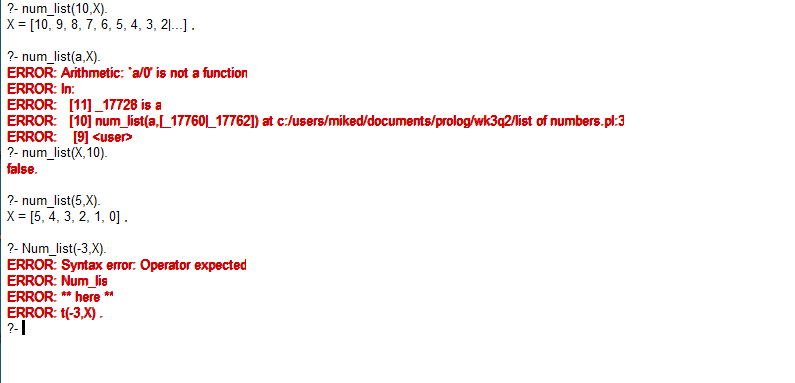 ?- num_list(10,X).
X = [10, 9, 8, 7, 6, 5, 4, 3, 2|...] .
?- num_list(a,X).
ERROR: Arithmetic: `a/0' is not a function
ERROR: In:
ERROR:   [11] _17728 is a
ERROR:   [10] num_list(a,[_17760|_17762]) at c:/users/miked/documents/prolog/wk3q2/list of numbers.pl:3
ERROR:    [9] <user>
?- num_list(X,10).
false.
?- num_list(5,X).
X = [5, 4, 3, 2, 1, 0] .
?- Num_list(-3,X).
ERROR: Syntax error: Operator expected
ERROR: Num_lis
ERROR: ** here **
ERROR: t(-3,X) .
?-